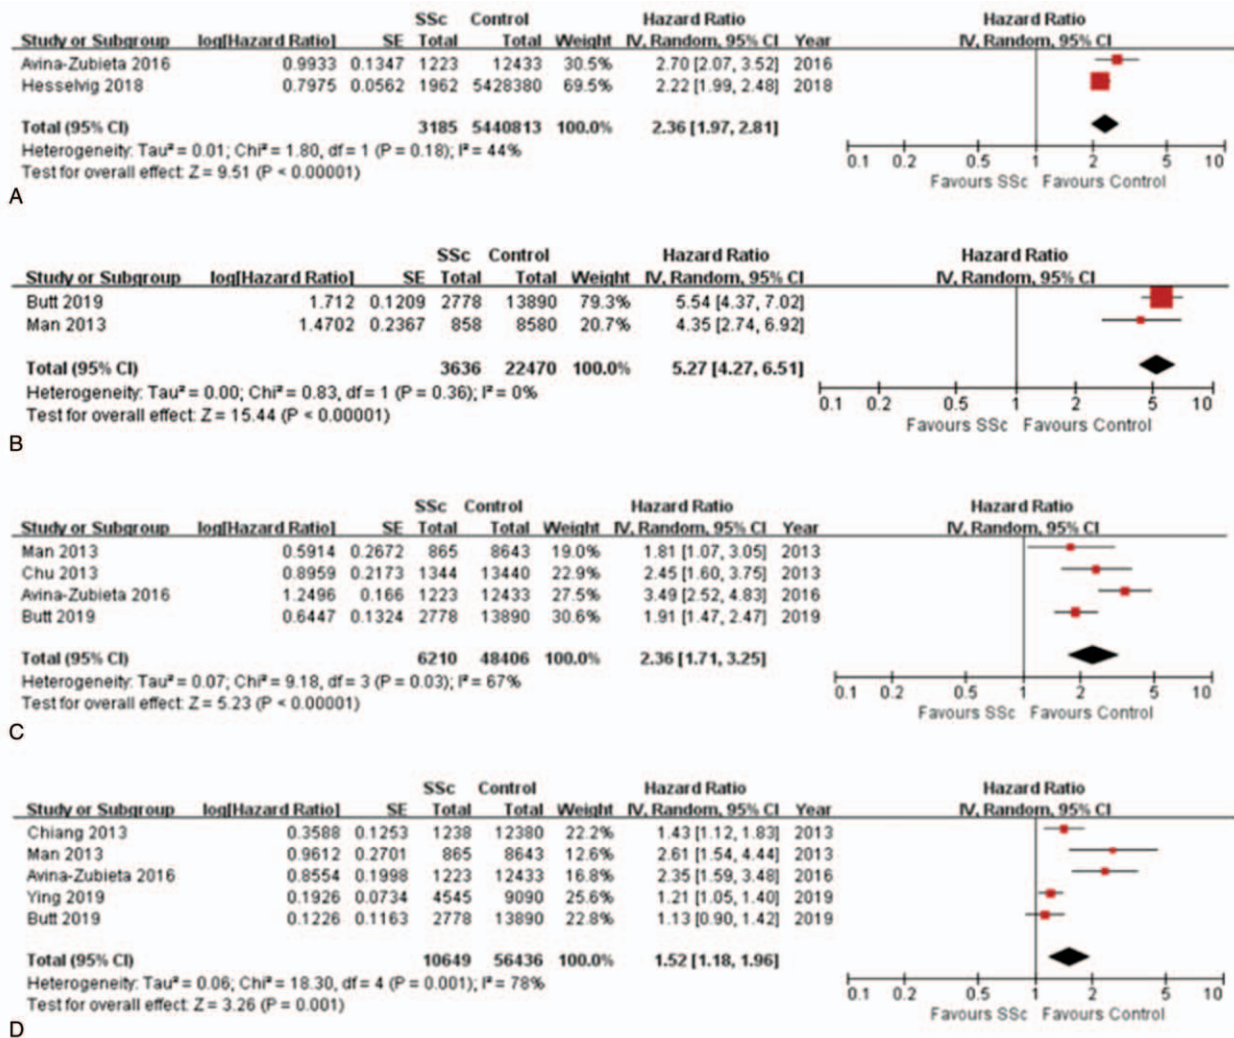 SSc Control Hazard Ratio Hazard Ratio
Study or Subgroup log[Hazard Ratio] SE Total Total Weight IV, Random, 95% CI Year IV, Random, 95% CI
Avina-Zubieta 2016 0.9933 0.1347 1223 12433 30.5% 2.70 [2.07, 3.52] 2016
Hesselvig 2018 0.7975 0.0562 1962 5428380 69.5% 2.22 [1.99, 2.48] 2018
Total (95% CI) 3185 5440813 100.0% 2.36 [1.97, 2.81]
Heterogeneity: Tau² = 0.01; Chi² = 1.80, df = 1 (P = 0.18); I² = 44%
Test for overall effect: Z = 9.51 (P < 0.00001)
0.1 0.2 0.5 1 2 5 10
Favours SSc Favours Control
A
SSc Control Hazard Ratio Hazard Ratio
Study or Subgroup log[Hazard Ratio] SE Total Total Weight IV, Random, 95% CI IV, Random, 95% CI
Butt 2019 1.712 0.1209 2778 13890 79.3% 5.54 [4.37, 7.02]
Man 2013 1.4702 0.2367 858 8580 20.7% 4.35 [2.74, 6.92]
Total (95% CI) 3636 22470 100.0% 5.27 [4.27, 6.51]
Heterogeneity: Tau² = 0.00; Chi² = 0.83, df = 1 (P = 0.36); I² = 0%
Test for overall effect: Z = 15.44 (P < 0.00001)
0.1 0.2 0.5 1 2 5 10
Favours SSc Favours Control
B
SSc Control Hazard Ratio Hazard Ratio
Study or Subgroup log[Hazard Ratio] SE Total Total Weight IV, Random, 95% CI Year IV, Random, 95% CI
Man 2013 0.5914 0.2672 865 8643 19.0% 1.81 [1.07, 3.05] 2013
Chu 2013 0.8959 0.2173 1344 13440 22.9% 2.45 [1.60, 3.75] 2013
Avina-Zubieta 2016 1.2496 0.166 1223 12433 27.5% 3.49 [2.52, 4.83] 2016
Butt 2019 0.6447 0.1324 2778 13890 30.6% 1.91 [1.47, 2.47] 2019
Total (95% CI) 6210 48406 100.0% 2.36 [1.71, 3.25]
Heterogeneity: Tau² = 0.07; Chi² = 9.18, df = 3 (P = 0.03); I² = 67%
Test for overall effect: Z = 5.23 (P < 0.00001)
0.1 0.2 0.5 1 2 5 10
Favours SSc Favours Control
C
SSc Control Hazard Ratio Hazard Ratio
Study or Subgroup log[Hazard Ratio] SE Total Total Weight IV, Random, 95% CI Year IV, Random, 95% CI
Chiang 2013 0.3588 0.1253 1238 12380 22.2% 1.43 [1.12, 1.83] 2013
Man 2013 0.9612 0.2701 865 8643 12.6% 2.61 [1.54, 4.44] 2013
Avina-Zubieta 2016 0.8554 0.1998 1223 12433 16.8% 2.35 [1.59, 3.48] 2016
Ying 2019 0.1926 0.0734 4545 9090 25.6% 1.21 [1.05, 1.40] 2019
Butt 2019 0.1226 0.1163 2778 13890 22.8% 1.13 [0.90, 1.42] 2019
Total (95% CI) 10649 56436 100.0% 1.52 [1.18, 1.96]
Heterogeneity: Tau² = 0.06; Chi² = 18.30, df = 4 (P = 0.001); I² = 78%
Test for overall effect: Z = 3.26 (P = 0.001)
0.1 0.2 0.5 1 2 5 10
Favours SSc Favours Control
D